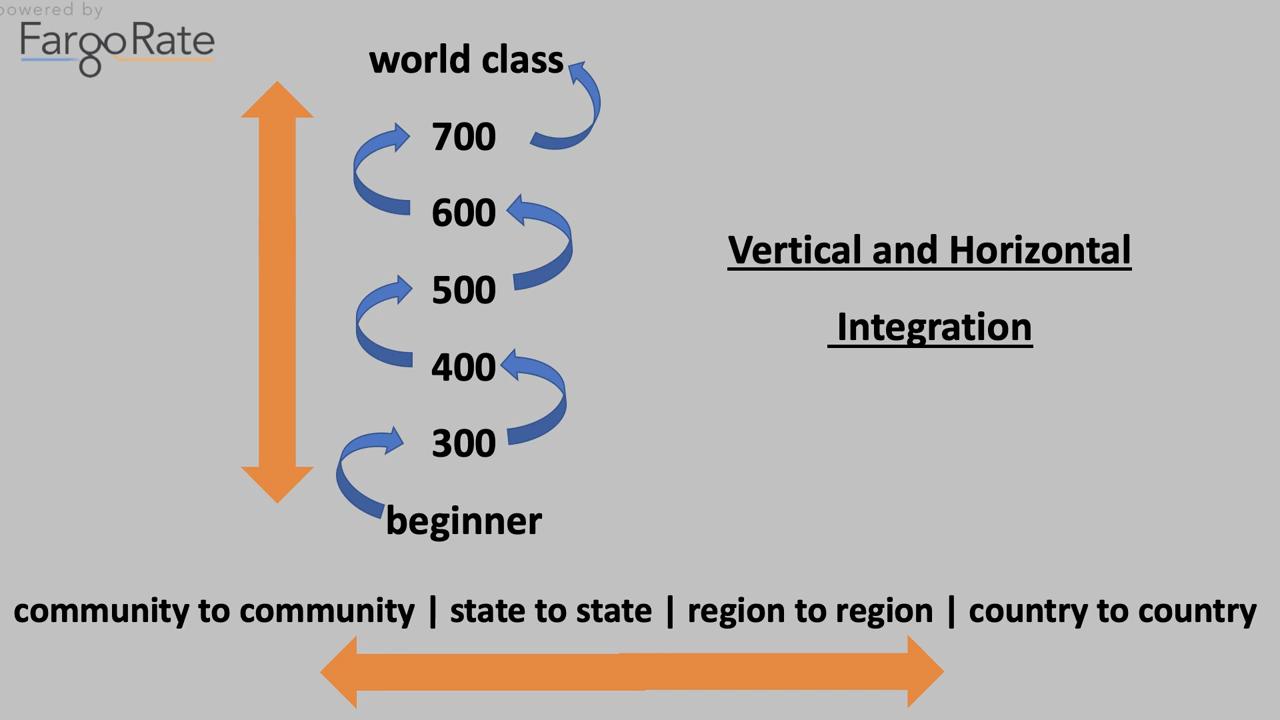 powered by
FargoRate
world class
700
600
500
400
300
beginner
Vertical and Horizontal
Integration
community to community | state to state | region to region | country to country